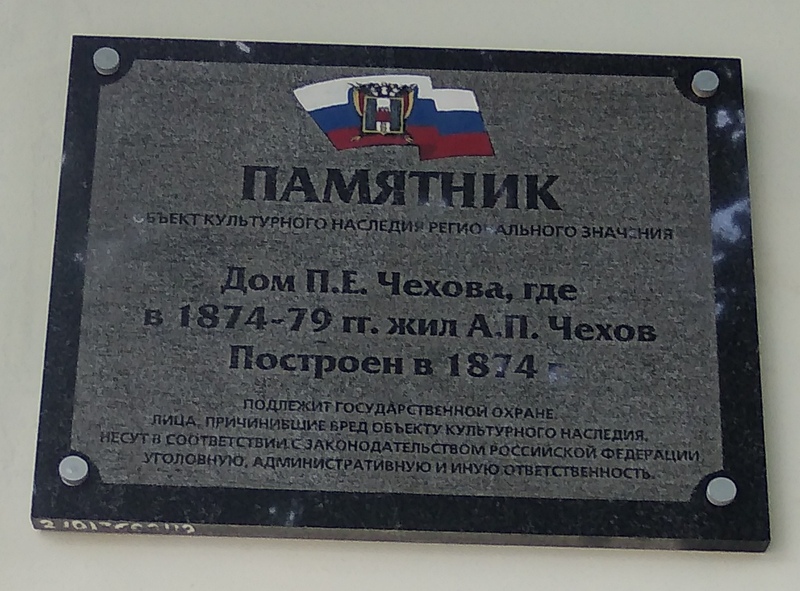 ПАМЯТНИК
ОБЪЕКТ КУЛЬТУРНОГО НАСЛЕДИЯ РЕГИОНАЛЬНОГО ЗНАЧЕНИЯ
Дом П.Е. Чехова, где
в 1874-79 гг. жил А.П. Чехов
Построен в 1874 г.
ПОДЛЕЖИТ ГОСУДАРСТВЕННОЙ ОХРАНЕ.
ЛИЦА, ПРИЧИНИВШИЕ ВРЕД ОБЪЕКТУ КУЛЬТУРНОГО НАСЛЕДИЯ,
НЕСУТ В СООТВЕТСТВИИ С ЗАКОНОДАТЕЛЬСТВОМ РОССИЙСКОЙ ФЕДЕРАЦИИ
УГОЛОВНУЮ, АДМИНИСТРАТИВНУЮ И ИНУЮ ОТВЕТСТВЕННОСТЬ.